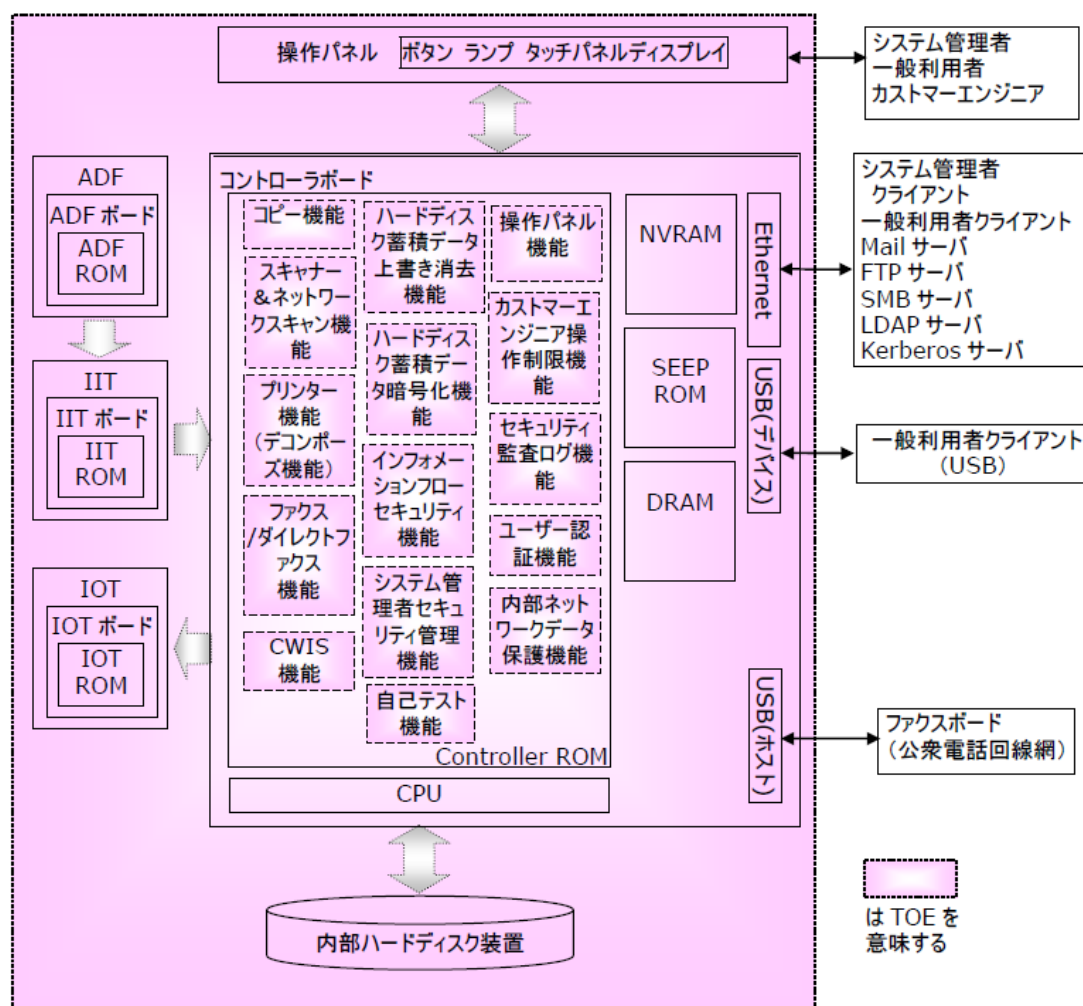 操作パネル
ボタン ランプ タッチパネルディスプレイ
システム管理者
一般利用者
カストマーエンジニア
ADF
ADF ボード
ADF
ROM
IIT
IIT ボード
IIT
ROM
IOT
IOT ボード
IOT
ROM
コントローラボード
コピー機能
スキャナー
&ネットワー
クスキャン機
能
プリンター
機能
(デコンポー
ズ機能)
ファクス
/ダイレクトフ
ァクス
機能
CWIS
機能
ハードディス
ク蓄積データ
上書き消去
機能
ハードディス
ク蓄積デー
タ暗号化機
能
インフォメー
ションフロー
セキュリティ
機能
システム管
理者セキュ
リティ管理
機能
自己テスト
機能
操作パネル
機能
カストマーエ
ンジニア操
作制限機
能
セキュリティ
監査ログ機
能
ユーザー認
証機能
内部ネット
ワークデータ
保護機能
Controller ROM
CPU
NVRAM
SEEP
ROM
DRAM
Ethernet
USB(デバイス)
USB(ホスト)
システム管理者
クライアント
一般利用者クライアント
Mail サーバ
FTP サーバ
SMB サーバ
LDAP サーバ
Kerberos サーバ
一般利用者クライアント
(USB)
ファクスボード
(公衆電話回線網)
内部ハードディスク装置
は TOE を
意味する